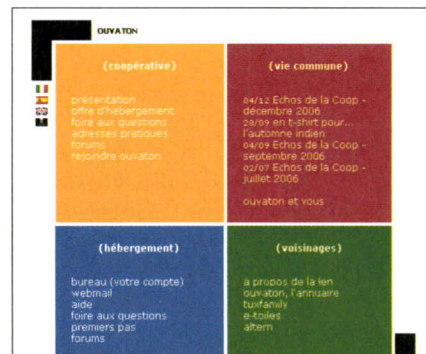 OUVATON
(coopérative)
présentation
offre d'hébergement
foire aux questions
adresses pratiques
forums
rejoindre ouvaton
(vie commune)
04/12 Echos de la Coop -
décembre 2006
28/09 en t-shirt pour...
l'automne indien
04/09 Echos de la Coop -
septembre 2006
02/07 Echos de la Coop -
juillet 2006
ouvaton et vous
(hébergement)
bureau (votre compte)
webmail
aide
foire aux questions
premiers pas
forums
(voisinages)
à propos de la len
ouvaton, l'annuaire
tuxfamily
e-toiles
altern